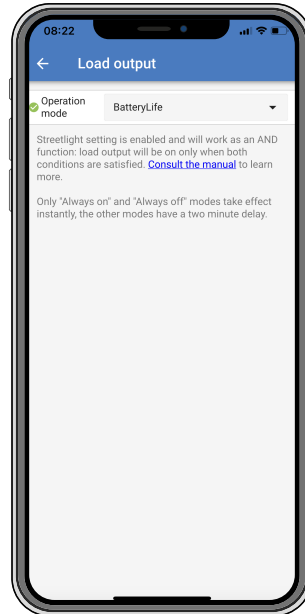 08:22
Load output
Operation
mode
BatteryLife
Streetlight setting is enabled and will work as an AND
function: load output will be on only when both
conditions are satisfied. Consult the manual to learn
more.
Only "Always on" and "Always off" modes take effect
instantly, the other modes have a two minute delay.